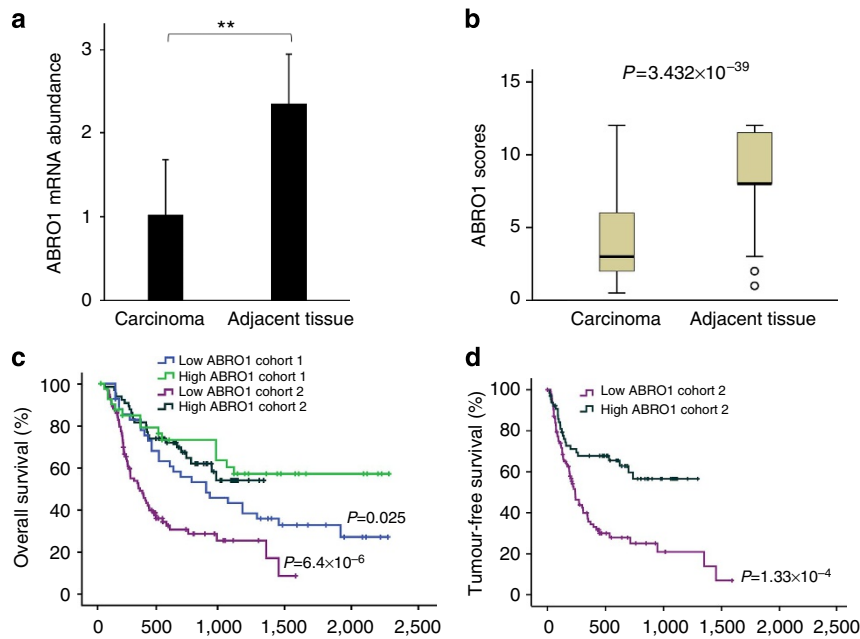 a
**
ABRO1 mRNA abundance
3
2
1
0
Carcinoma
Adjacent tissue
b
P=3.432×10⁻³⁹
ABRO1 scores
15
10
5
0
Carcinoma
Adjacent tissue
c
Low ABRO1 cohort 1
High ABRO1 cohort 1
Low ABRO1 cohort 2
High ABRO1 cohort 2
Overall survival (%)
100
80
60
40
20
0
P=0.025
P=6.4×10⁻⁶
0 500 1,000 1,500 2,000 2,500
d
Low ABRO1 cohort 2
High ABRO1 cohort 2
Tumour-free survival (%)
100
80
60
40
20
0
P=1.33×10⁻⁴
0 500 1,000 1,500 2,000 2,500